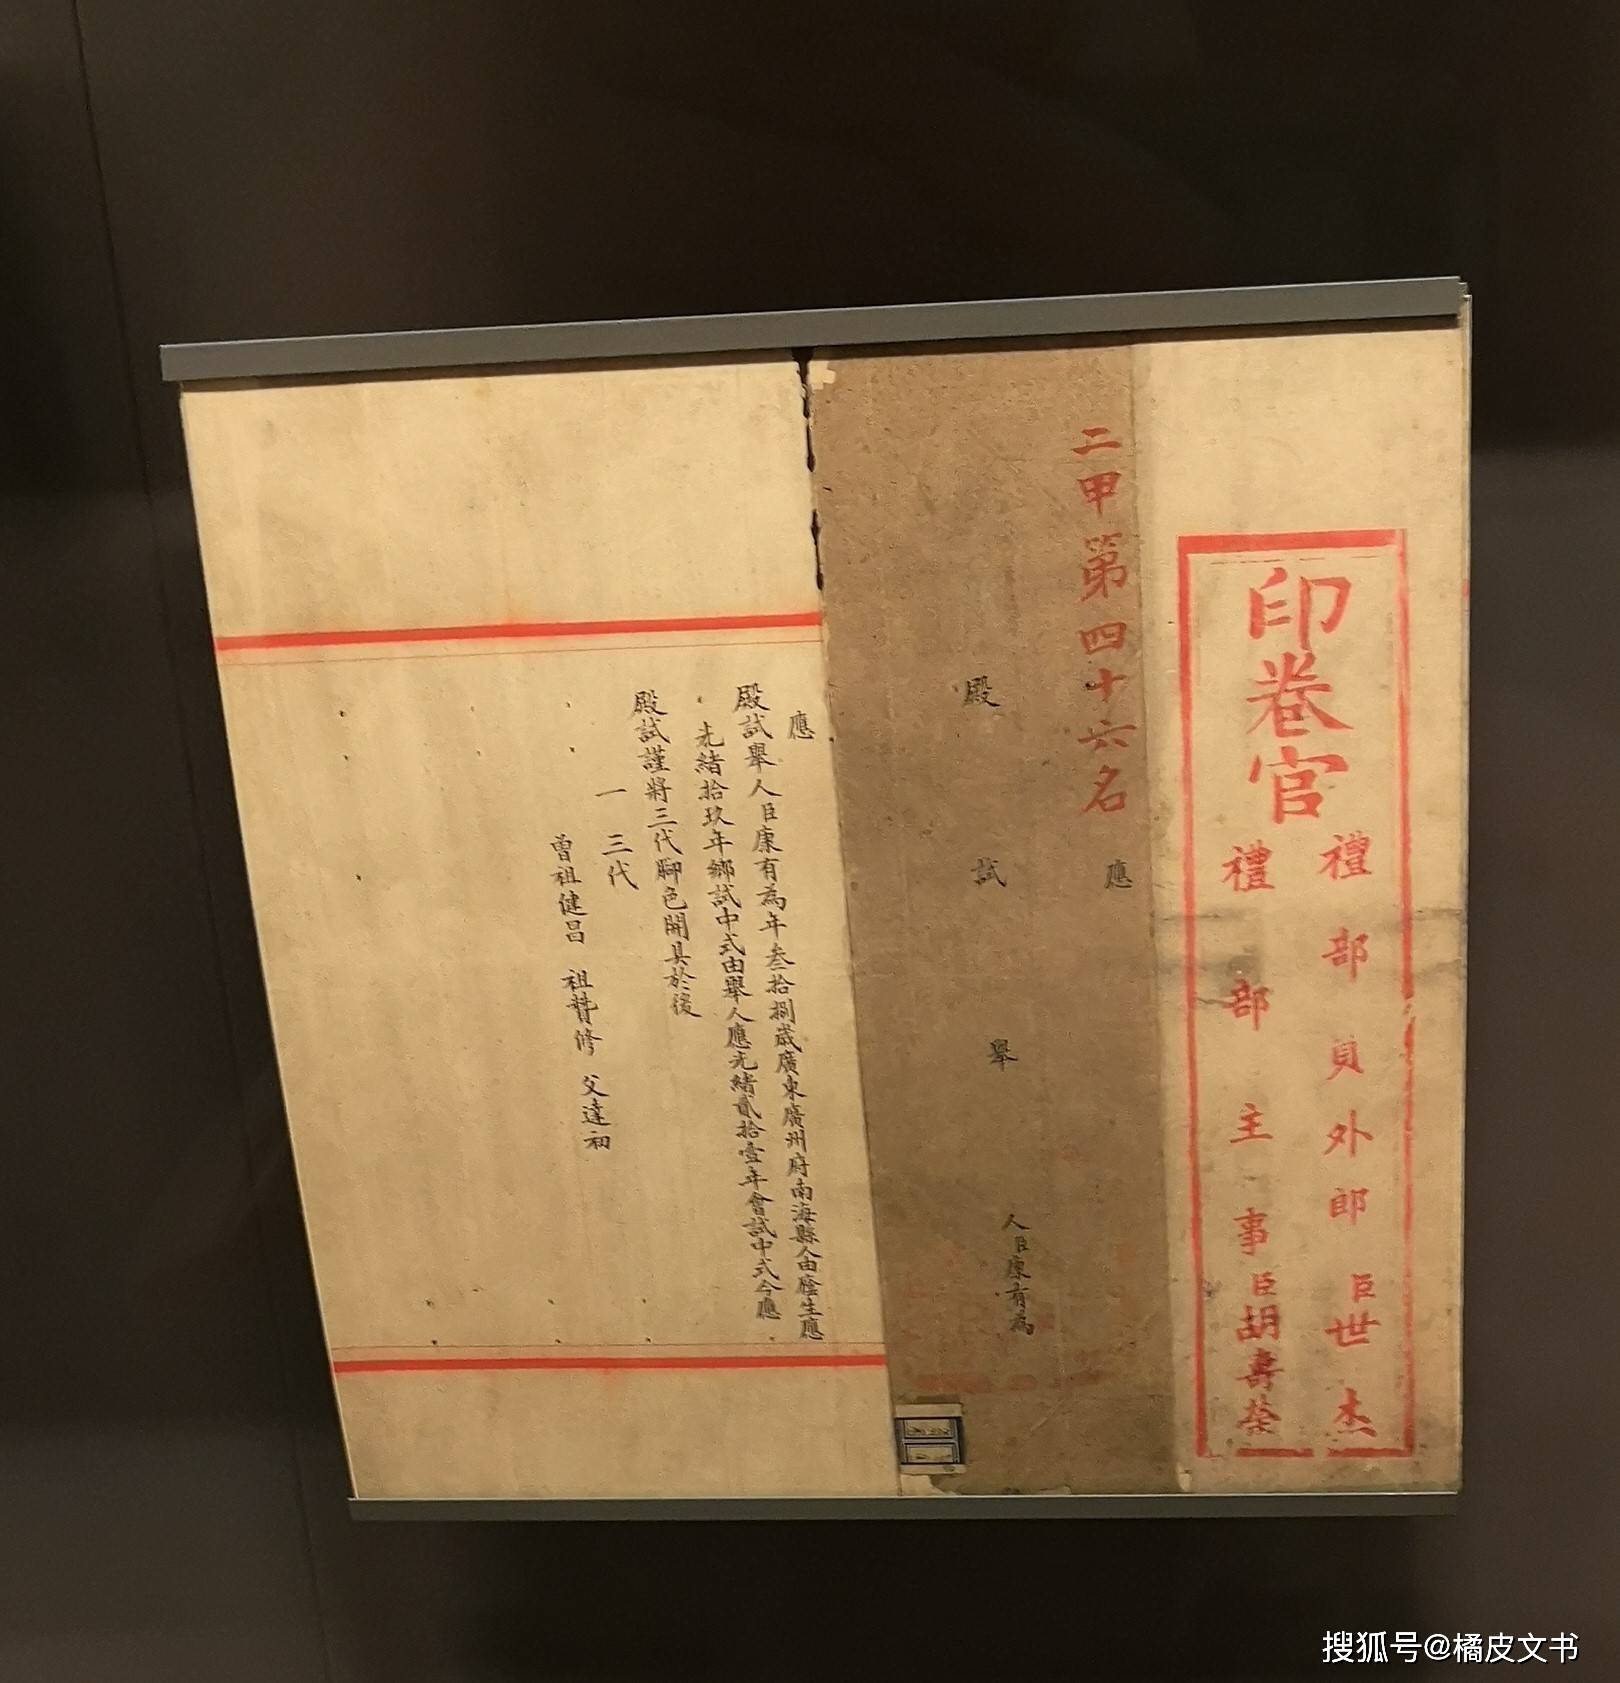 印卷官
禮部員外郎臣世杰
禮部主事臣胡壽榮
二甲第四十六名
應
殿試舉人臣康有為
應
殿試舉人臣康有為年叁拾捌歲廣東廣州府南海縣人由廕生應
光緒拾玖年鄉試中式由舉人應光緒貳拾壹年會試中式今應
殿試謹將三代腳色開具於後
一三代
曾祖健昌 祖贊修 父達初
搜狐号@橘皮文书